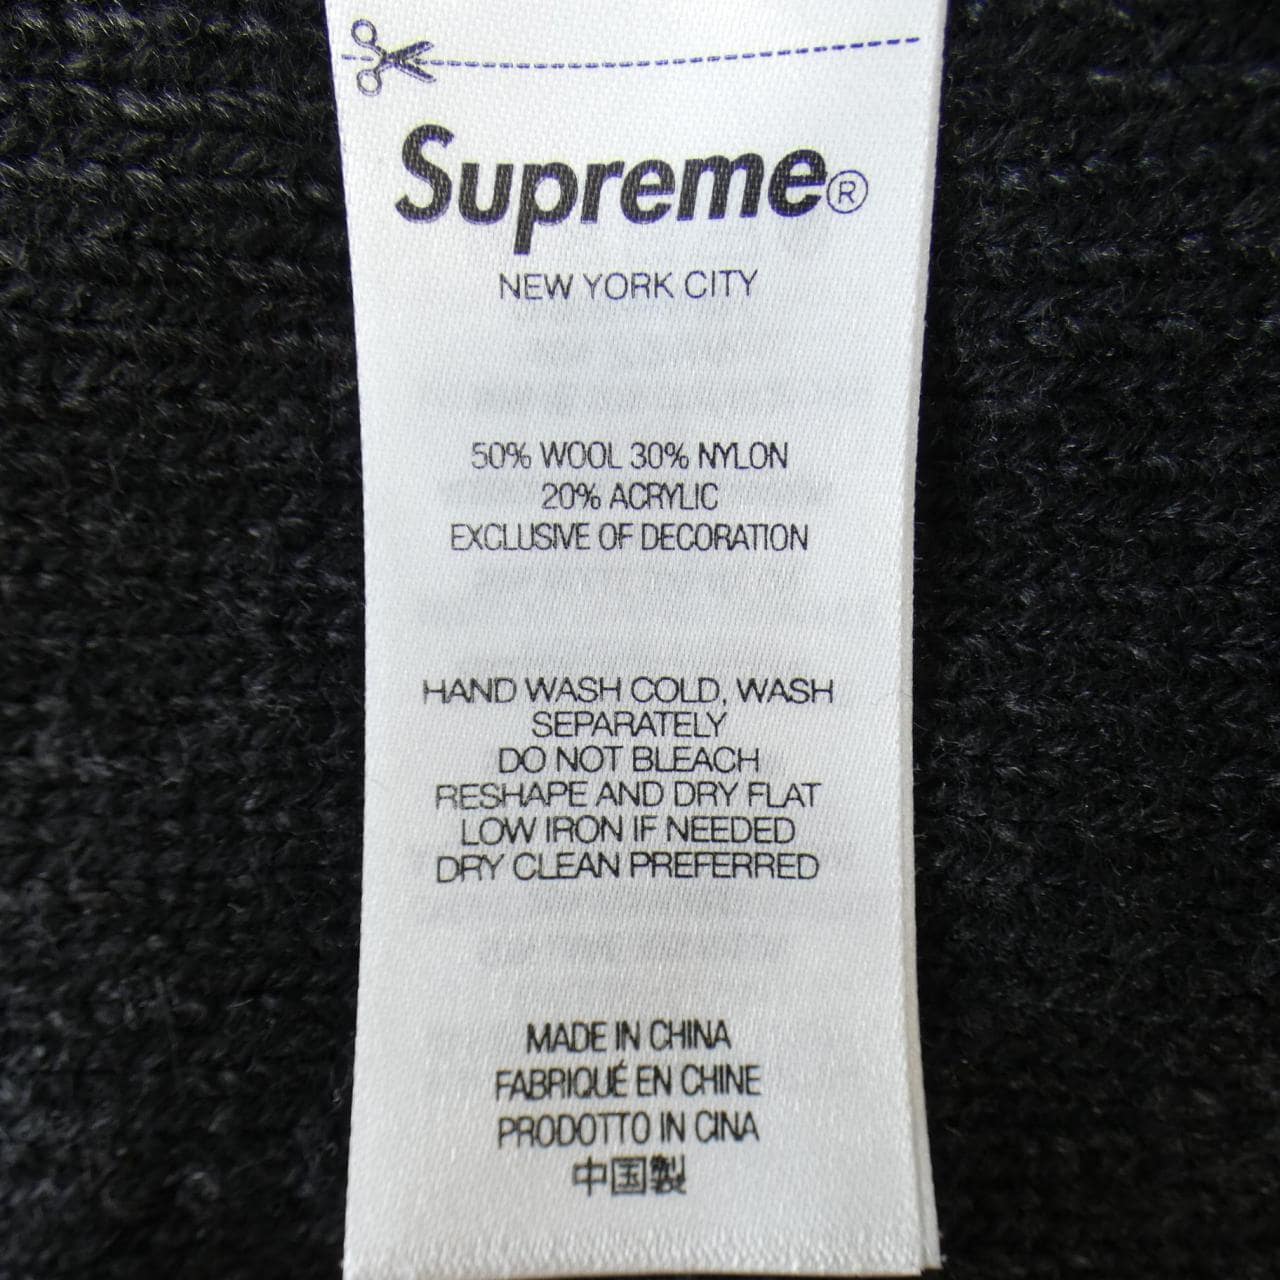 Supreme®
NEW YORK CITY
50% WOOL 30% NYLON
20% ACRYLIC
EXCLUSIVE OF DECORATION
HAND WASH COLD, WASH
SEPARATELY
DO NOT BLEACH
RESHAPE AND DRY FLAT
LOW IRON IF NEEDED
DRY CLEAN PREFERRED
MADE IN CHINA
FABRIQUÉ EN CHINE
PRODOTTO IN CINA
中国製